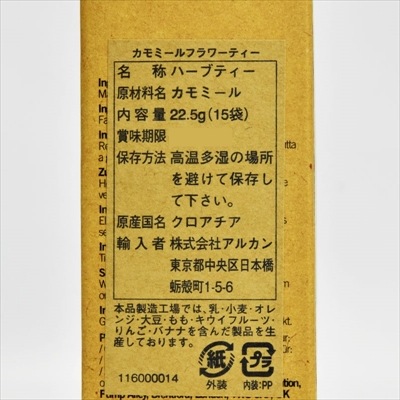 カモミールフラワーティー
名 称 ハーブティー
原材料名 カモミール
内 容 量 22.5g(15袋)
賞味期限
保存方法 高温多湿の場所
を避けて保存し
て下さい。
原産国名 クロアチア
輸 入 者 株式会社アルカン
東京都中央区日本橋
蛎殻町1-5-6
本品製造工場では、乳・小麦・オレ
ンジ・大豆・もも・キウイフルーツ・
りんご・バナナを含んだ製品も
製造しています。
紙 プラ
116000014 外装 内装:PP